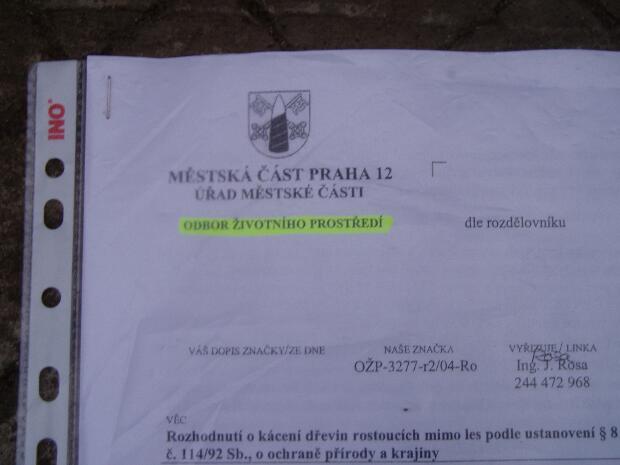 INO®
MĚSTSKÁ ČÁST PRAHA 12
ÚŘAD MĚSTSKÉ ČÁSTI
ODBOR ŽIVOTNÍHO PROSTŘEDÍ
dle rozdělovníku
VÁŠ DOPIS ZNAČKY/ZE DNE
NAŠE ZNAČKA
VYŘIZUJE/ LINKA
OŽP-3277-r2/04-Ro
Ing. J. Rosa
244 472 968
VĚC
Rozhodnutí o kácení dřevin rostoucích mimo les podle ustanovení § 8
č. 114/92 Sb., o ochraně přírody a krajiny